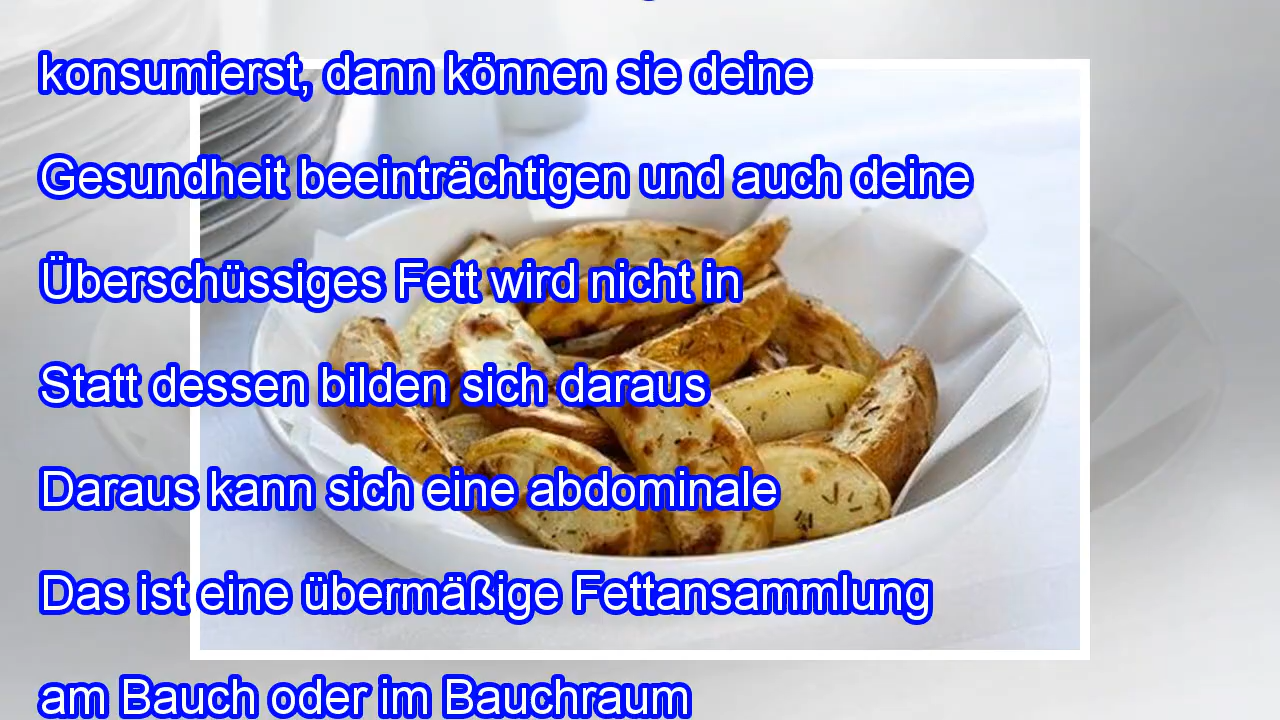 konsumierst, dann können sie deine
Gesundheit beeinträchtigen und auch deine
Überschüssiges Fett wird nicht in
Statt dessen bilden sich daraus
Daraus kann sich eine abdominale
Das ist eine übermäßige Fettansammlung
am Bauch oder im Bauchraum